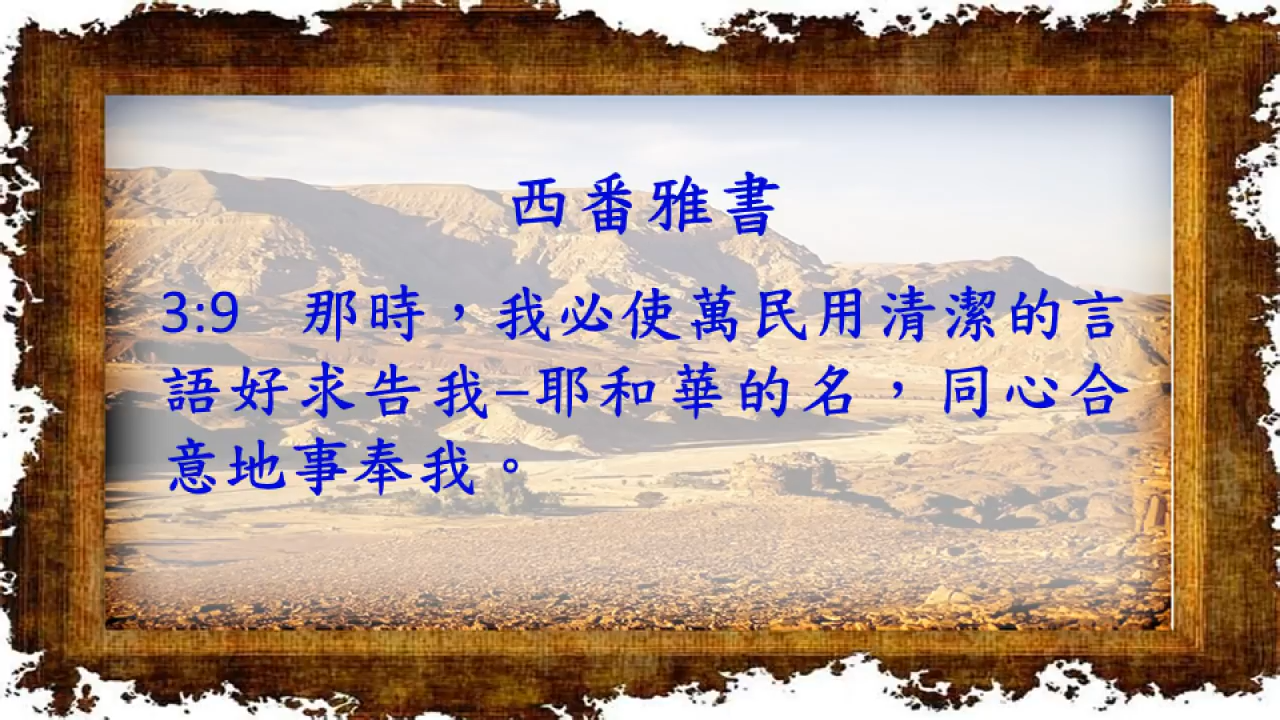 西番雅書
3:9　那時，我必使萬民用清潔的言
語好求告我–耶和華的名，同心合
意地事奉我。